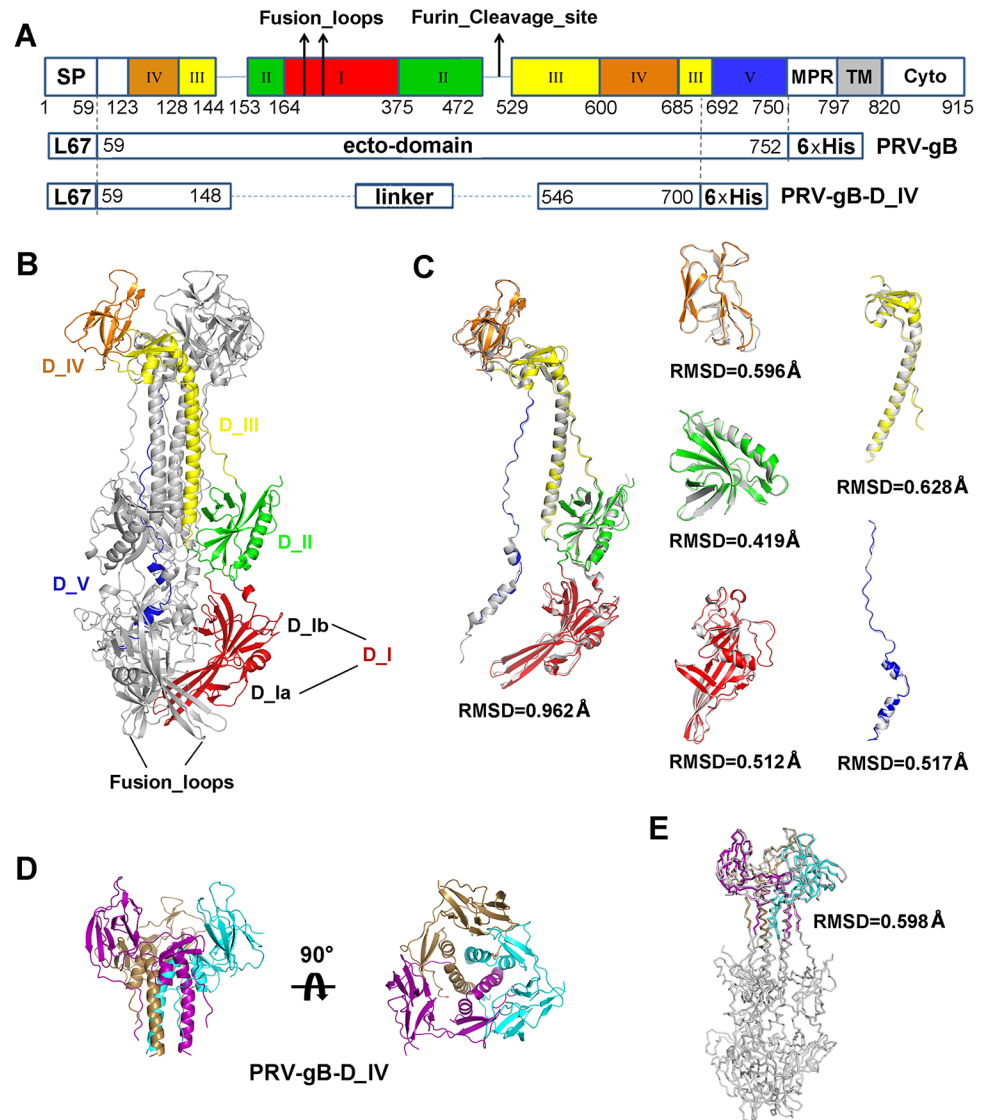 A
Fusion_loops Furin_Cleavage_site
SP IV III II I II III IV III V MPR TM Cyto
1 59 123 128 144 153 164 375 472 529 600 685 692 750 797 820 915
L67 59 ecto-domain 752 6xHis PRV-gB
L67 59 148 linker 546 700 6xHis PRV-gB-D_IV
B
D_IV
D_III
D_II
D_V
D_Ib
D_I
D_Ia
Fusion_loops
C
RMSD=0.962Å
RMSD=0.596Å
RMSD=0.419Å
RMSD=0.512Å
RMSD=0.628Å
RMSD=0.517Å
D
90°
PRV-gB-D_IV
E
RMSD=0.598Å